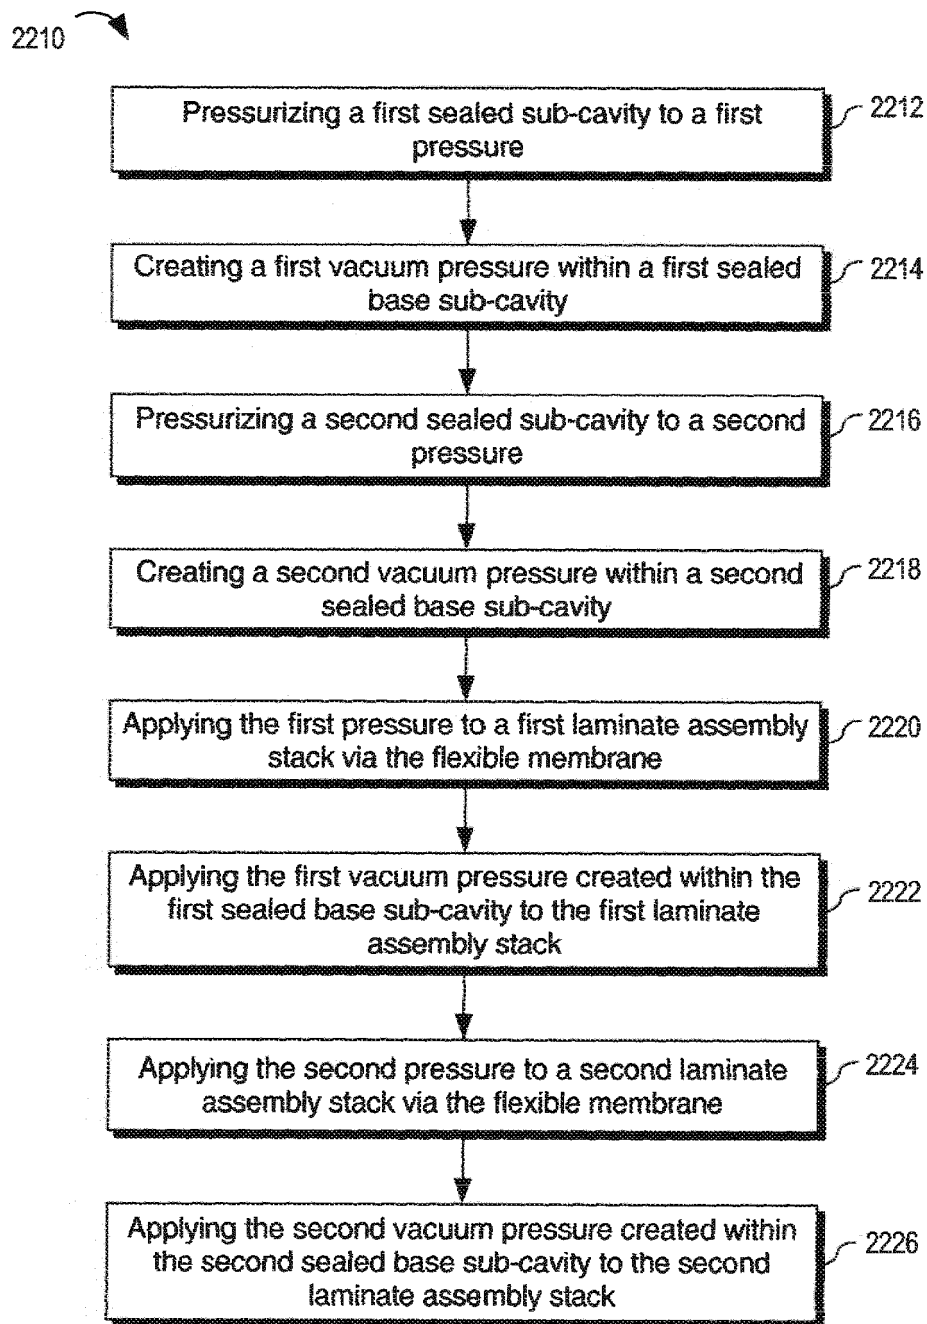 2210
Pressurizing a first sealed sub-cavity to a first
pressure
2212
Creating a first vacuum pressure within a first sealed
base sub-cavity
2214
Pressurizing a second sealed sub-cavity to a second
pressure
2216
Creating a second vacuum pressure within a second
sealed base sub-cavity
2218
Applying the first pressure to a first laminate assembly
stack via the flexible membrane
2220
Applying the first vacuum pressure created within the
first sealed base sub-cavity to the first laminate
assembly stack
2222
Applying the second pressure to a second laminate
assembly stack via the flexible membrane
2224
Applying the second vacuum pressure created within
the second sealed base sub-cavity to the second
laminate assembly stack
2226